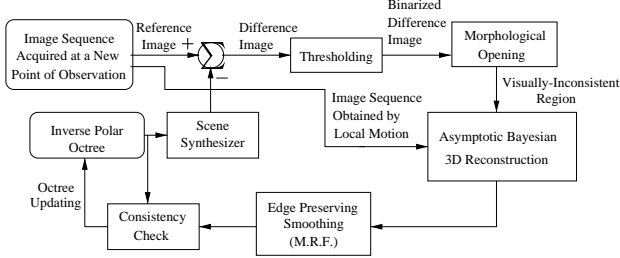 Image Sequence
Acquired at a New
Point of Observation
Reference
Image
+
−
Difference
Image
Thresholding
Binarized
Difference
Image
Morphological
Opening
Visually-Inconsistent
Region
Image Sequence
Obtained by
Local Motion
Inverse Polar
Octree
Scene
Synthesizer
Asymptotic Bayesian
3D Reconstruction
Octree
Updating
Consistency
Check
Edge Preserving
Smoothing
(M.R.F.)